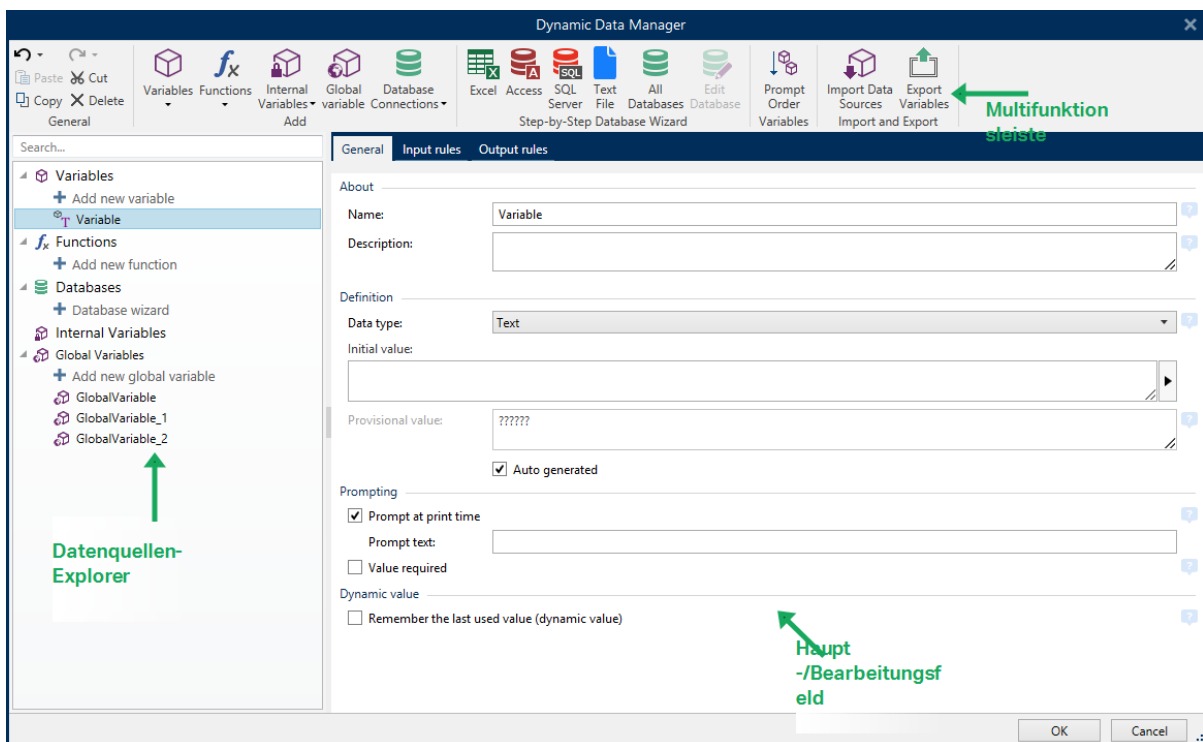 Dynamic Data Manager
Paste Cut
Copy Delete
General
Variables Functions Internal Variables Global variable Database Connections
Add
Excel Access SQL Server Text File All Databases Edit Database
Step-by-Step Database Wizard
Prompt Order
Variables
Import Data Sources Export Variables
Import and Export
Multifunktion
sleiste
Search...
General Input rules Output rules
Variables
Add new variable
Variable
Functions
Add new function
Databases
Database wizard
Internal Variables
Global Variables
Add new global variable
GlobalVariable
GlobalVariable_1
GlobalVariable_2
Datenquellen-
Explorer
About
Name: Variable
Description:
Definition
Data type: Text
Initial value:
Provisional value: ??????
Auto generated
Prompting
Prompt at print time
Prompt text:
Value required
Dynamic value
Remember the last used value (dynamic value)
Haupt
-/Bearbeitungsf
eld
OK Cancel